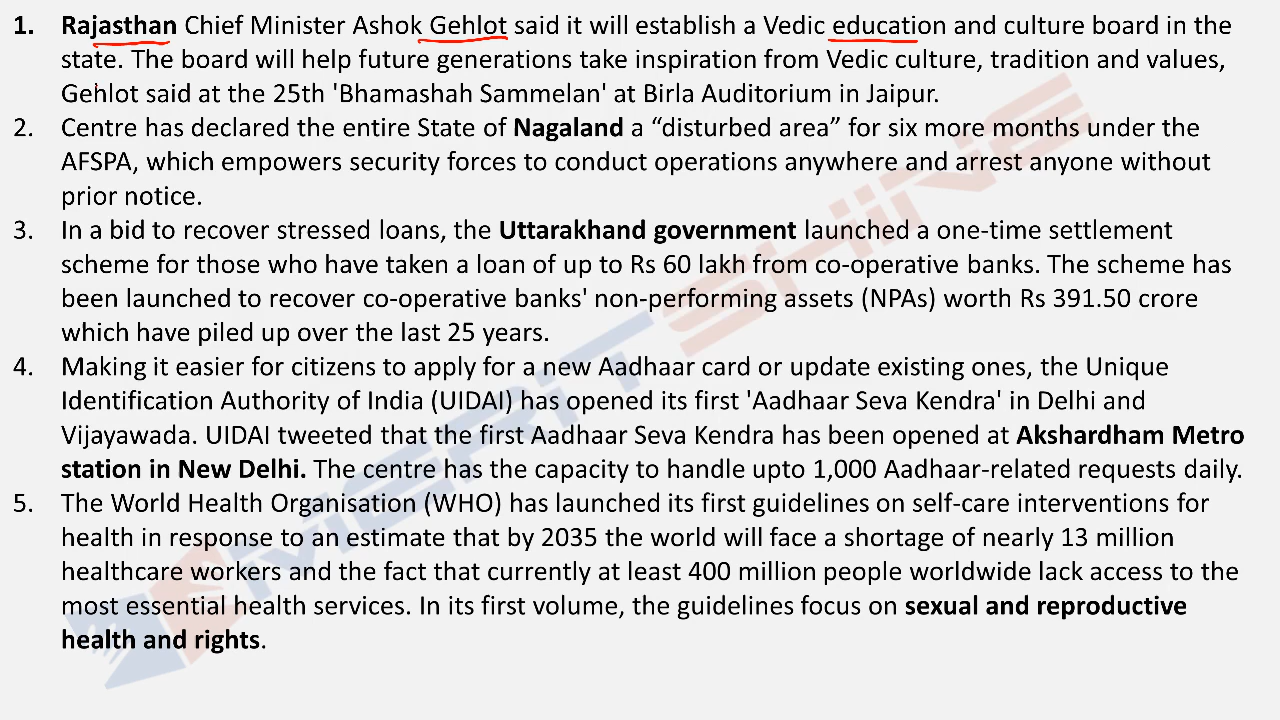 1. Rajasthan Chief Minister Ashok Gehlot said it will establish a Vedic education and culture board in the
state. The board will help future generations take inspiration from Vedic culture, tradition and values,
Gehlot said at the 25th 'Bhamashah Sammelan' at Birla Auditorium in Jaipur.
2. Centre has declared the entire State of Nagaland a “disturbed area” for six more months under the
AFSPA, which empowers security forces to conduct operations anywhere and arrest anyone without
prior notice.
3. In a bid to recover stressed loans, the Uttarakhand government launched a one-time settlement
scheme for those who have taken a loan of up to Rs 60 lakh from co-operative banks. The scheme has
been launched to recover co-operative banks' non-performing assets (NPAs) worth Rs 391.50 crore
which have piled up over the last 25 years.
4. Making it easier for citizens to apply for a new Aadhaar card or update existing ones, the Unique
Identification Authority of India (UIDAI) has opened its first 'Aadhaar Seva Kendra' in Delhi and
Vijayawada. UIDAI tweeted that the first Aadhaar Seva Kendra has been opened at Akshardham Metro
station in New Delhi. The centre has the capacity to handle upto 1,000 Aadhaar-related requests daily.
5. The World Health Organisation (WHO) has launched its first guidelines on self-care interventions for
health in response to an estimate that by 2035 the world will face a shortage of nearly 13 million
healthcare workers and the fact that currently at least 400 million people worldwide lack access to the
most essential health services. In its first volume, the guidelines focus on sexual and reproductive
health and rights.
MERITSHINE